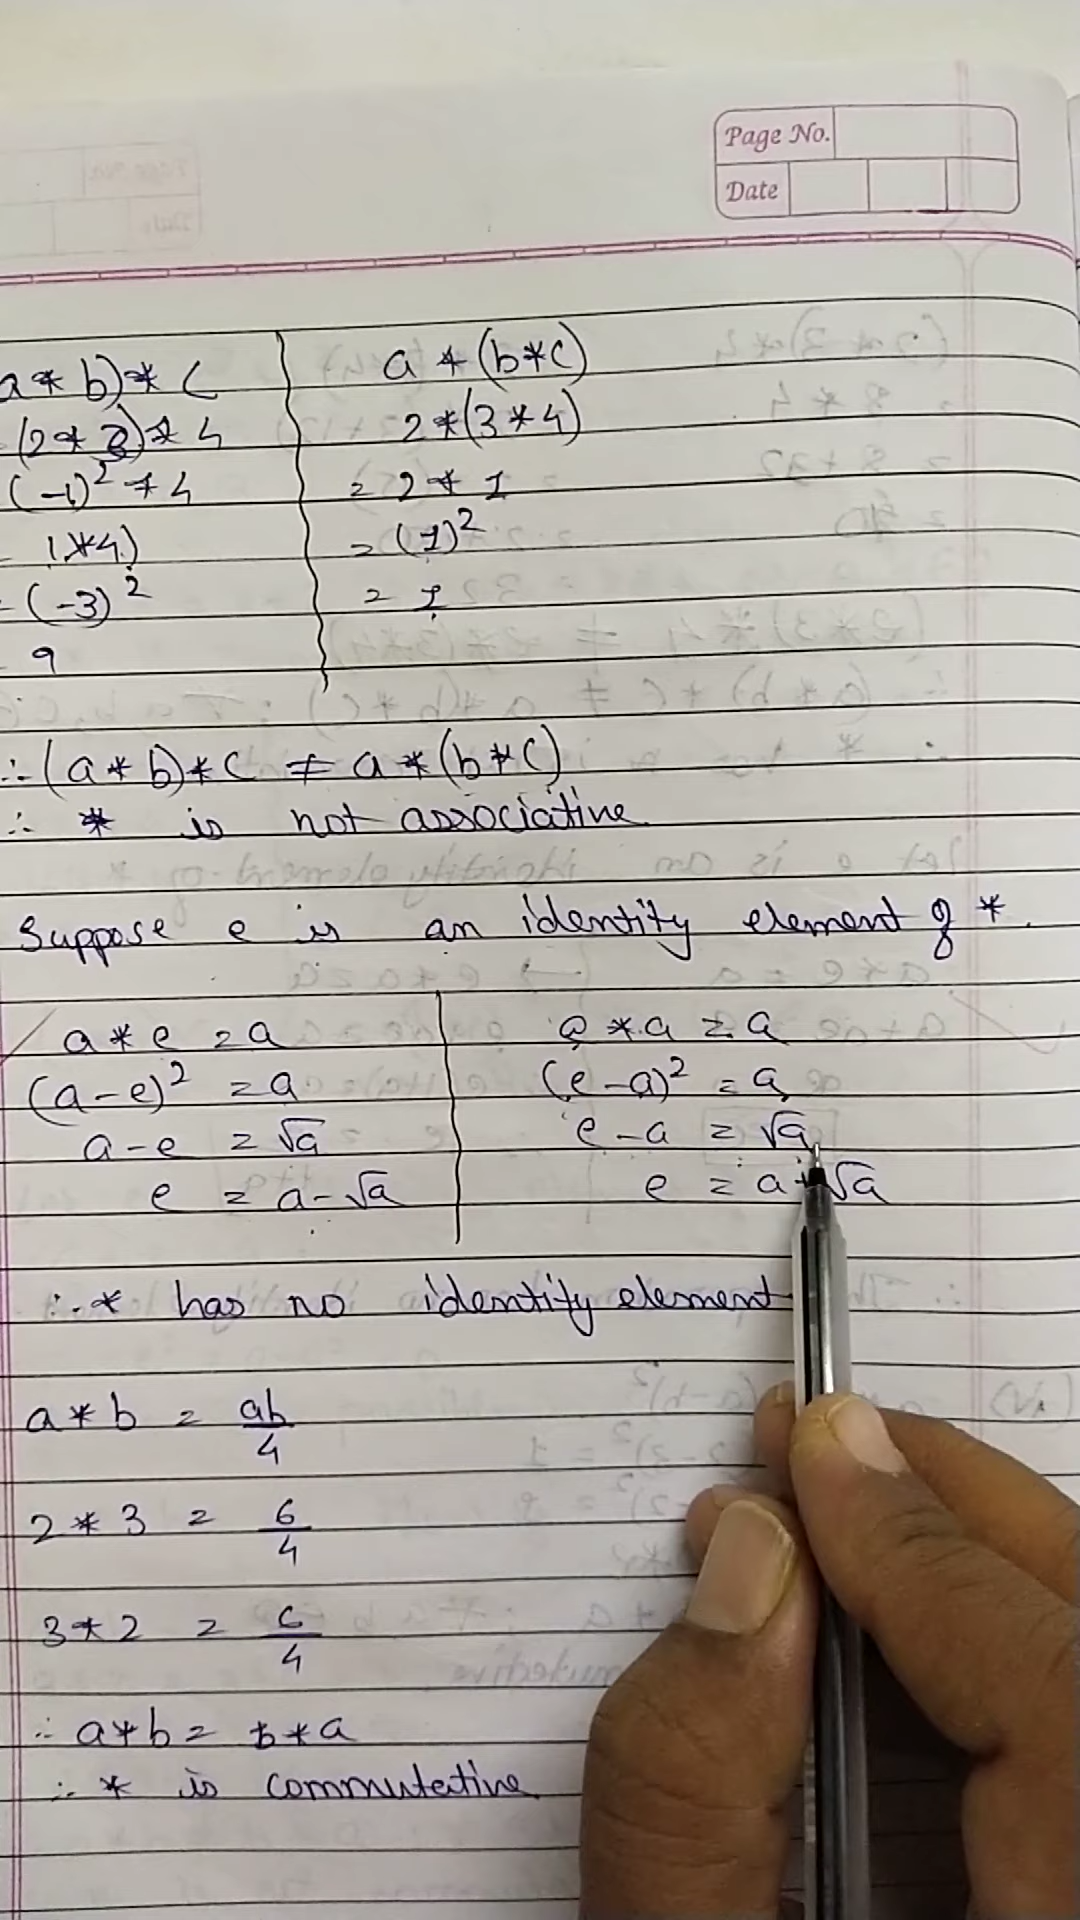 Page No.
Date
a * b) * c
a * (b * c)
(2 * 3) * 4
2 * (3 * 4)
(-1)² * 4
= 2 * 1
1 * 4)
= (1)²
= (-3)²
= 1
9
∴ (a * b) * c ≠ a * (b * c)
∴ * is not associative
Suppose e is an identity element of *.
a * e = a
e * a = a
(a - e)² = a
(e - a)² = a
a - e = √a
e - a = √a
e = a - √a
e = a + √a
∴ * has no identity element
a * b = ab/4
2 * 3 = 6/4
3 * 2 = 6/4
∴ a * b = b * a
∴ * is commutative